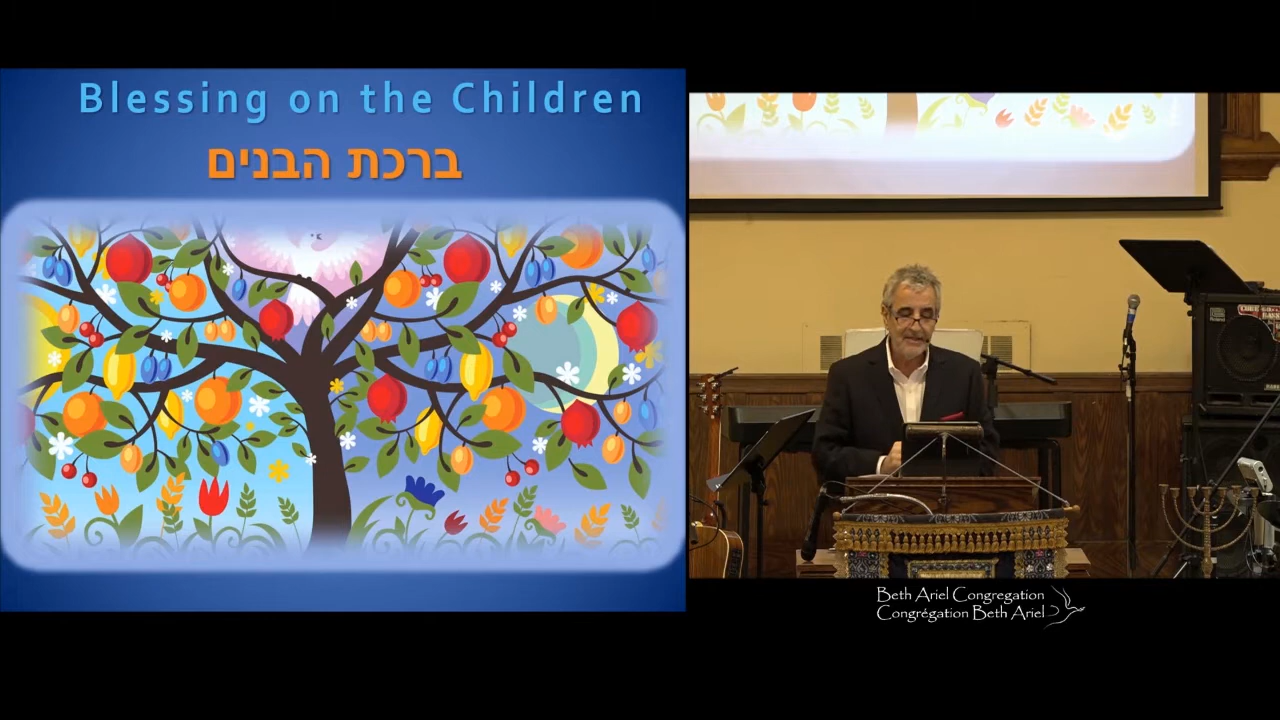 Blessing on the Children
ברכת הבנים
Beth Ariel Congregation
Congrégation Beth Ariel